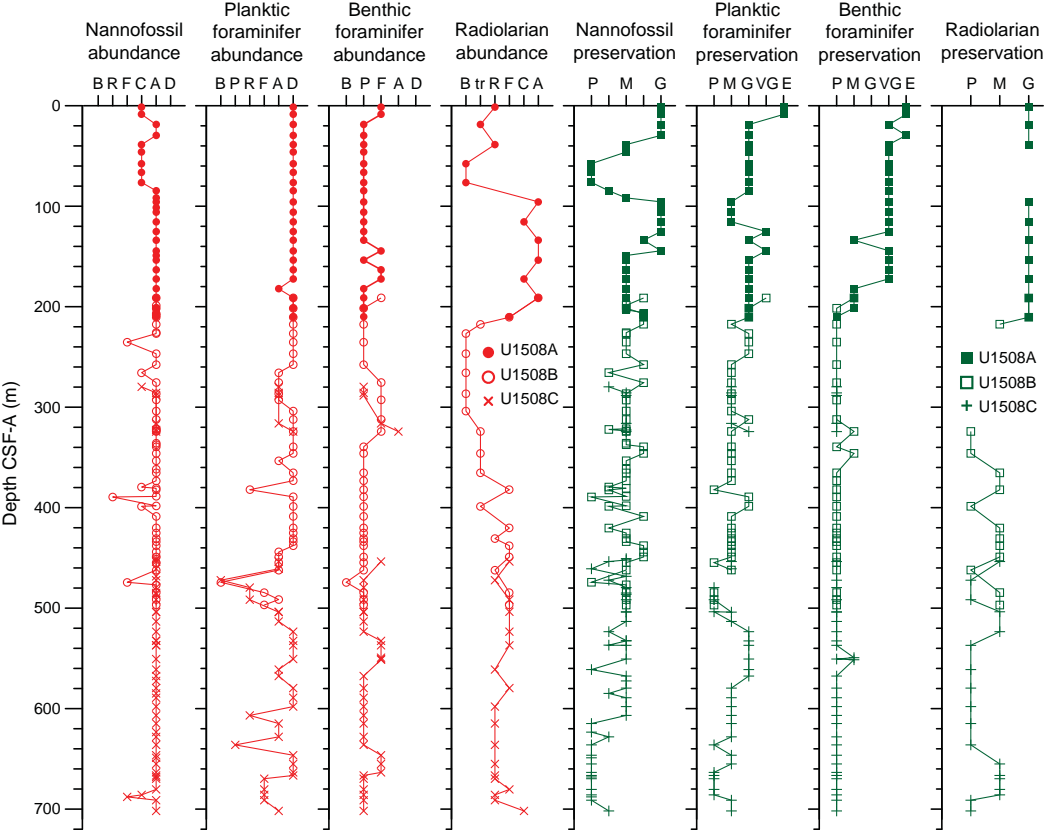 Nannofossil
abundance
Planktic
foraminifer
abundance
Benthic
foraminifer
abundance
Radiolarian
abundance
Nannofossil
preservation
Planktic
foraminifer
preservation
Benthic
foraminifer
preservation
Radiolarian
preservation
B R F C A D
B P R F A D
B P F A D
B tr R F C A
P M G
P M G VG E
P M G VG E
P M G
Depth CSF-A (m)
0
100
200
300
400
500
600
700
U1508A
U1508B
U1508C
U1508A
U1508B
U1508C